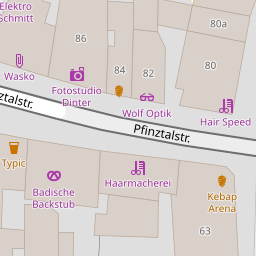 Elektro
Schmitt
80a
86
80
84
82
Wasko
Fotostudio
Dinter
Wolf Optik
Hair Speed
ztalstr.
Pfinztalstr.
Typic
Haarmacherei
Badische
Backstub
Kebap
Arena
63